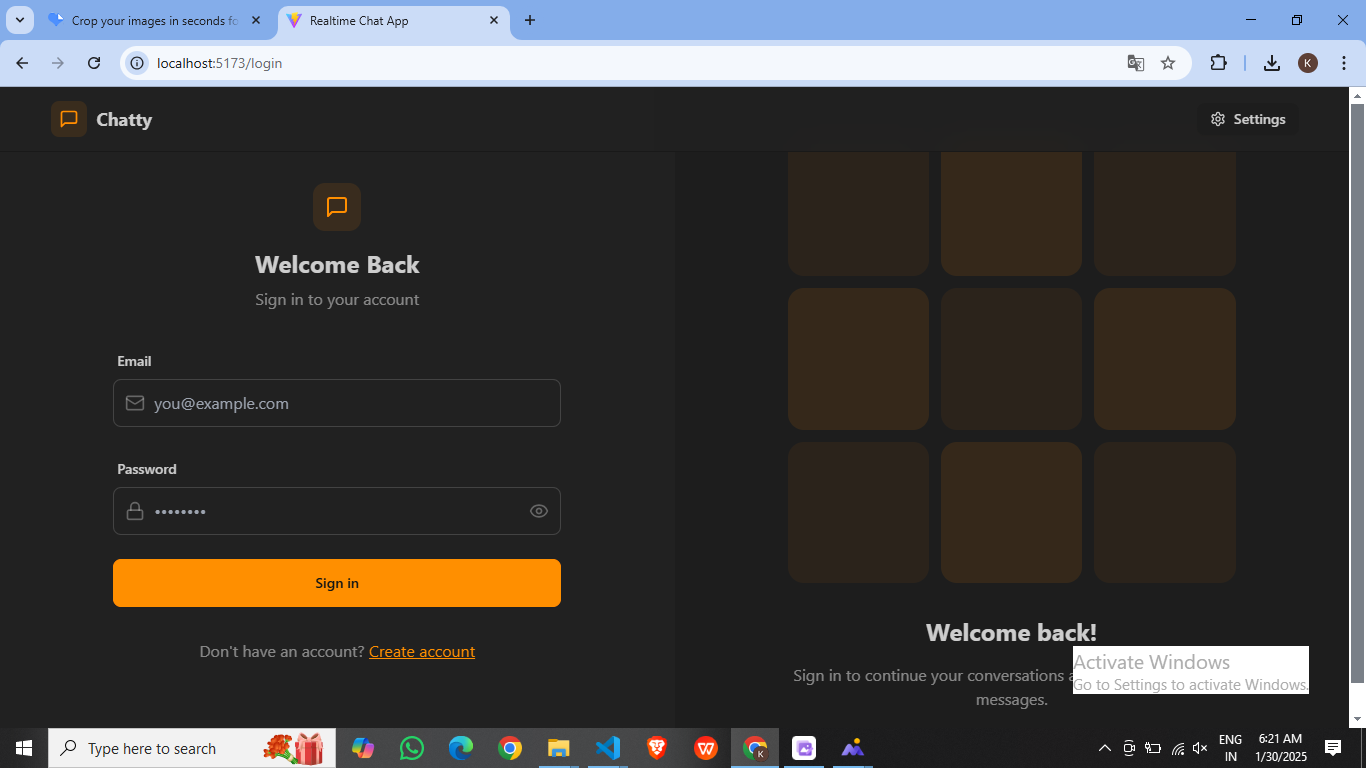 Crop your images in seconds fo
Realtime Chat App
localhost:5173/login
K
Chatty
Settings
Welcome Back
Sign in to your account
Email
you@example.com
Password
••••••••
Sign in
Don't have an account? Create account
Welcome back!
Sign in to continue your conversations
messages.
Activate Windows
Go to Settings to activate Windows.
Type here to search
K
ENG
IN
6:21 AM
1/30/2025